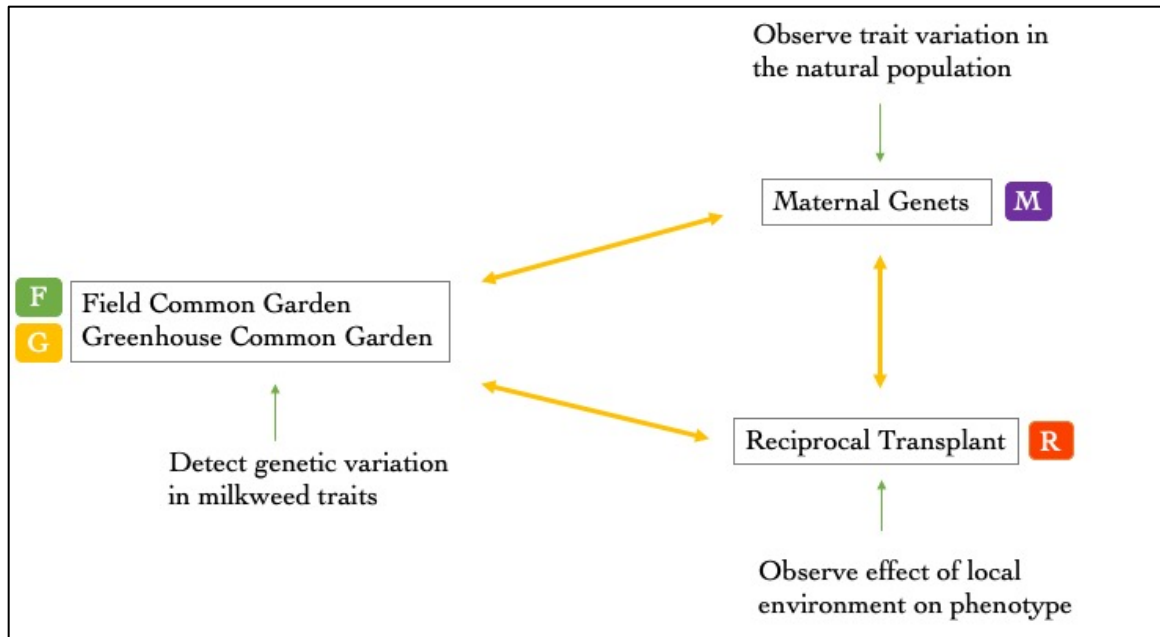 Observe trait variation in
the natural population
Maternal Genets
M
F
Field Common Garden
G
Greenhouse Common Garden
Detect genetic variation
in milkweed traits
Reciprocal Transplant
R
Observe effect of local
environment on phenotype